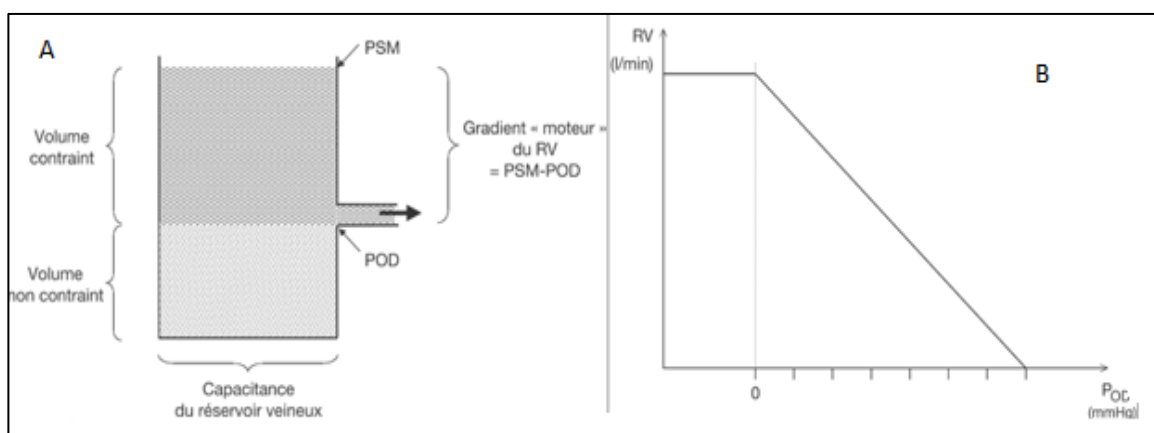 A
PSM
Volume
contraint
Gradient « moteur »
du RV
= PSM-POD
POD
Volume
non contraint
Capacitance
du réservoir veineux
RV
(l/min)
B
0
POD
(mmHg)